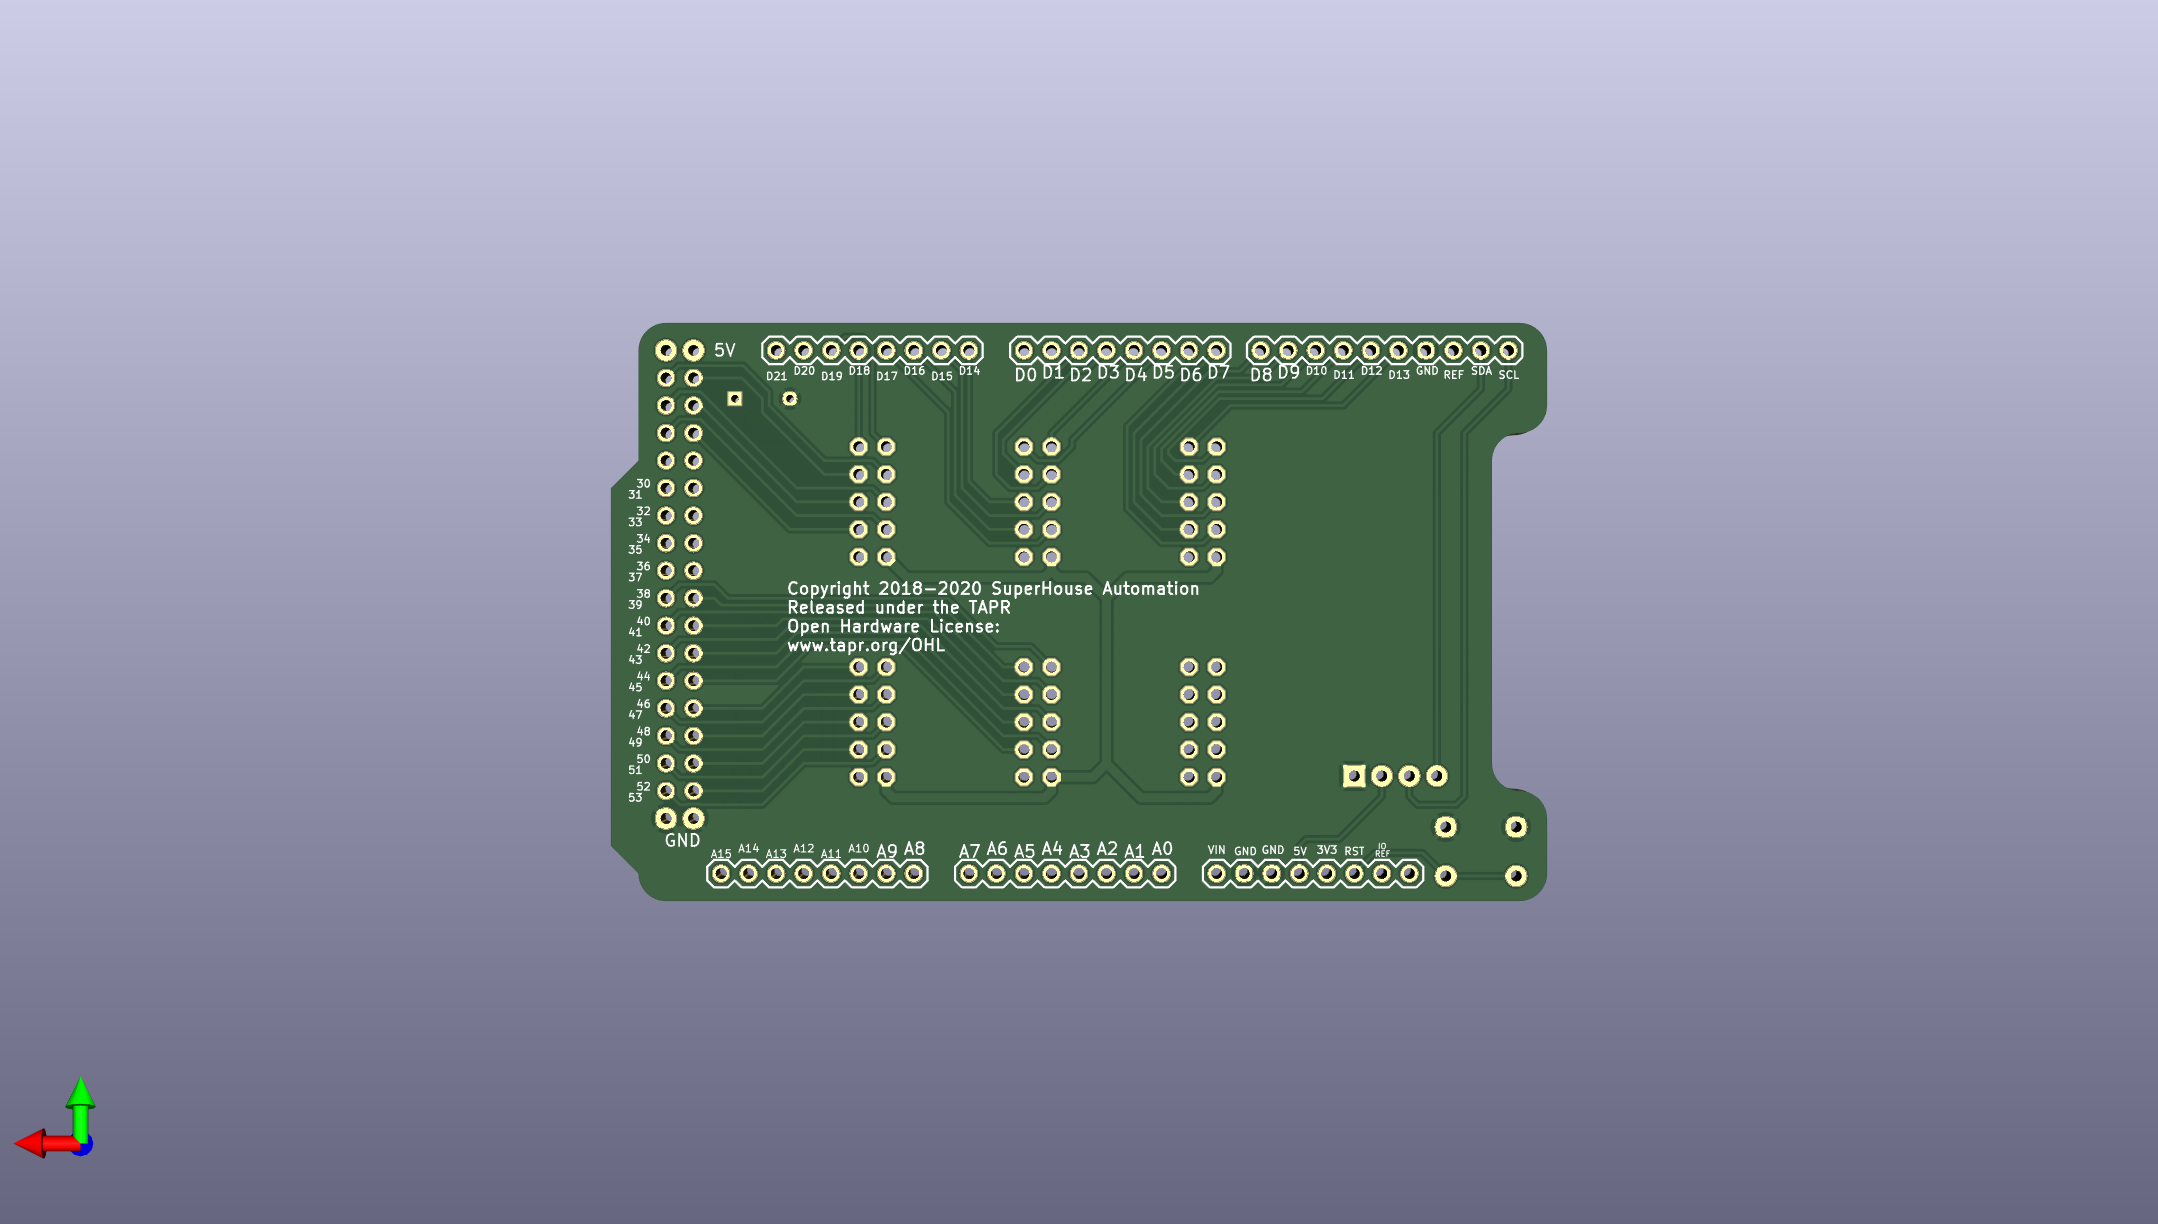 5V
D21 D20 D19 D18 D17 D16 D15 D14
D0 D1 D2 D3 D4 D5 D6 D7
D8 D9 D10 D11 D12 D13 GND REF SDA SCL
30
31
32
33
34
35
36
37
38
39
40
41
42
43
44
45
46
47
48
49
50
51
52
53
GND
Copyright 2018-2020 SuperHouse Automation
Released under the TAPR
Open Hardware License:
www.tapr.org/OHL
A15 A14 A13 A12 A11 A10 A9 A8
A7 A6 A5 A4 A3 A2 A1 A0
VIN GND GND 5V 3V3 RST IO
REF